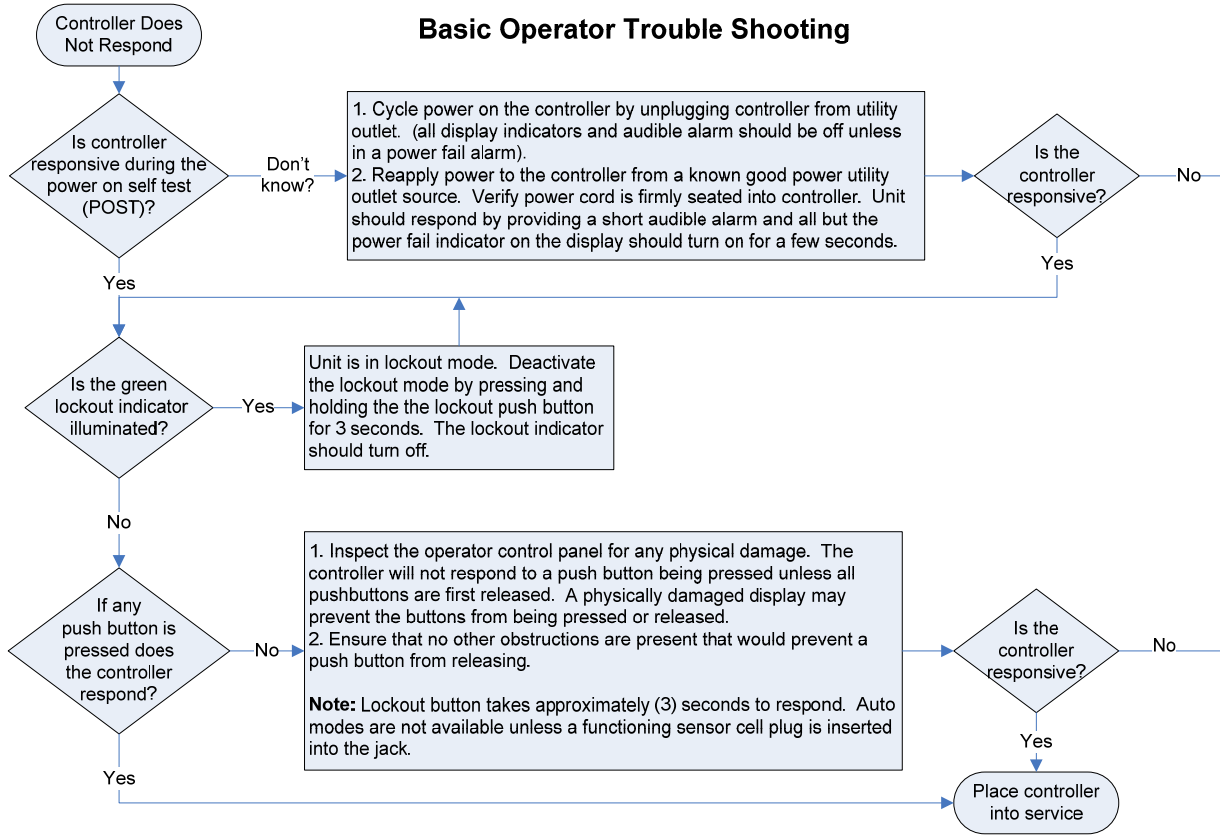 Basic Operator Trouble Shooting
Controller Does
Not Respond
Is controller
responsive during the
power on self test
(POST)?
Don't
know?
1. Cycle power on the controller by unplugging controller from utility
outlet.  (all display indicators and audible alarm should be off unless
in a power fail alarm).
2. Reapply power to the controller from a known good power utility
outlet source.  Verify power cord is firmly seated into controller.  Unit
should respond by providing a short audible alarm and all but the
power fail indicator on the display should turn on for a few seconds.
Is the
controller
responsive?
No
Yes
Yes
Is the green
lockout indicator
illuminated?
Yes
Unit is in lockout mode.  Deactivate
the lockout mode by pressing and
holding the the lockout push button
for 3 seconds.  The lockout indicator
should turn off.
No
If any
push button is
pressed does
the controller
respond?
No
1. Inspect the operator control panel for any physical damage.  The
controller will not respond to a push button being pressed unless all
pushbuttons are first released.  A physically damaged display may
prevent the buttons from being pressed or released.
2. Ensure that no other obstructions are present that would prevent a
push button from releasing.
Note: Lockout button takes approximately (3) seconds to respond.  Auto
modes are not available unless a functioning sensor cell plug is inserted
into the jack.
Is the
controller
responsive?
No
Yes
Yes
Place controller
into service